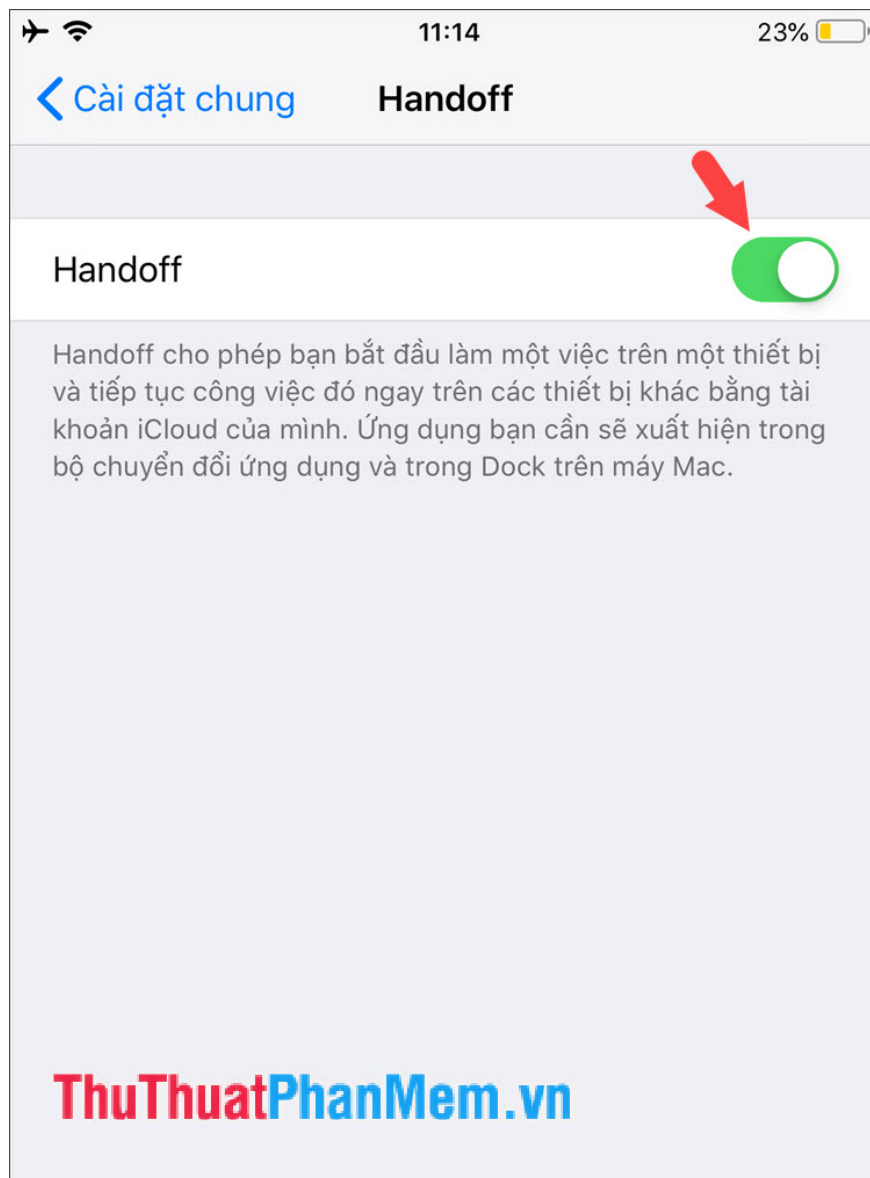 11:14
23%
Cài đặt chung
Handoff
Handoff
Handoff cho phép bạn bắt đầu làm một việc trên một thiết bị
và tiếp tục công việc đó ngay trên các thiết bị khác bằng tài
khoản iCloud của mình. Ứng dụng bạn cần sẽ xuất hiện trong
bộ chuyển đổi ứng dụng và trong Dock trên máy Mac.
ThuThuatPhanMem.vn